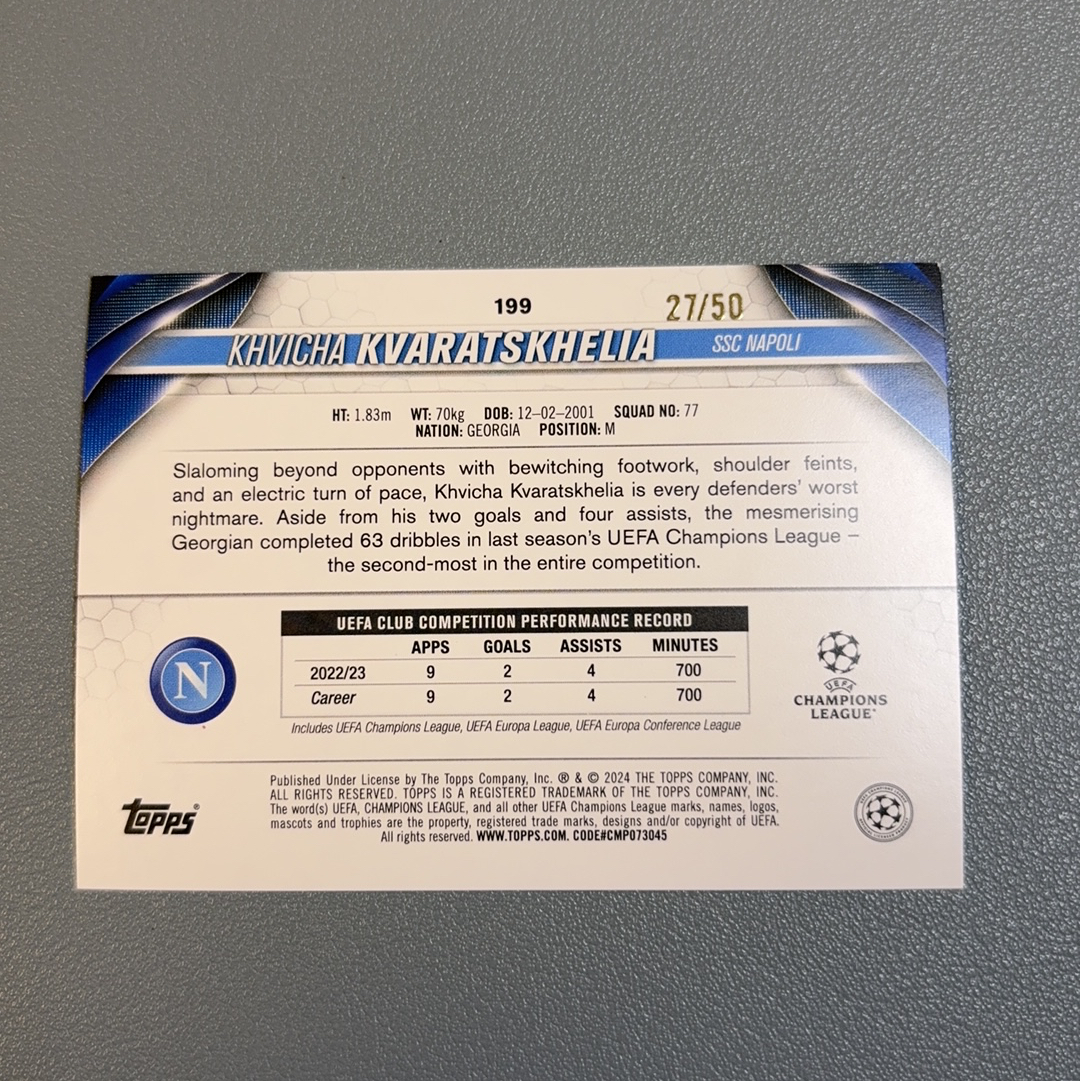 199
27/50
KHVICHA KVARATSKHELIA SSC NAPOLI
HT: 1.83m WT: 70kg DOB: 12-02-2001 SQUAD NO: 77
NATION: GEORGIA POSITION: M
Slaloming beyond opponents with bewitching footwork, shoulder feints,
and an electric turn of pace, Khvicha Kvaratskhelia is every defenders' worst
nightmare. Aside from his two goals and four assists, the mesmerising
Georgian completed 63 dribbles in last season's UEFA Champions League –
the second-most in the entire competition.
UEFA CLUB COMPETITION PERFORMANCE RECORD
APPS GOALS ASSISTS MINUTES
2022/23 9 2 4 700
Career 9 2 4 700
Includes UEFA Champions League, UEFA Europa League, UEFA Europa Conference League
N
UEFA
CHAMPIONS
LEAGUE
Published Under License by The Topps Company, Inc. ® & © 2024 THE TOPPS COMPANY, INC.
ALL RIGHTS RESERVED. TOPPS IS A REGISTERED TRADEMARK OF THE TOPPS COMPANY, INC.
The word(s) UEFA, CHAMPIONS LEAGUE, and all other UEFA Champions League marks, names, logos,
mascots and trophies are the property, registered trade marks, designs and/or copyright of UEFA.
All rights reserved. WWW.TOPPS.COM. CODE#CMP073045
Topps®